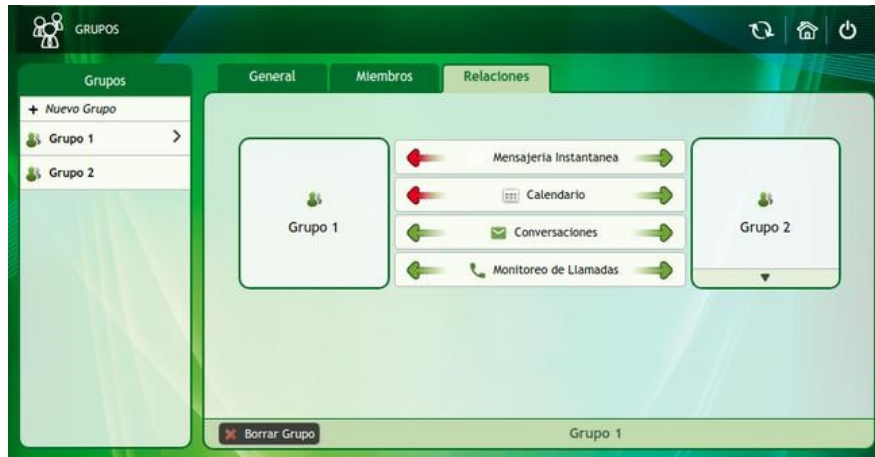 GRUPOS
Grupos
+ Nuevo Grupo
Grupo 1
Grupo 2
General
Miembros
Relaciones
Grupo 1
Mensajeria Instantanea
Calendario
Conversaciones
Monitoreo de Llamadas
Grupo 2
Borrar Grupo
Grupo 1